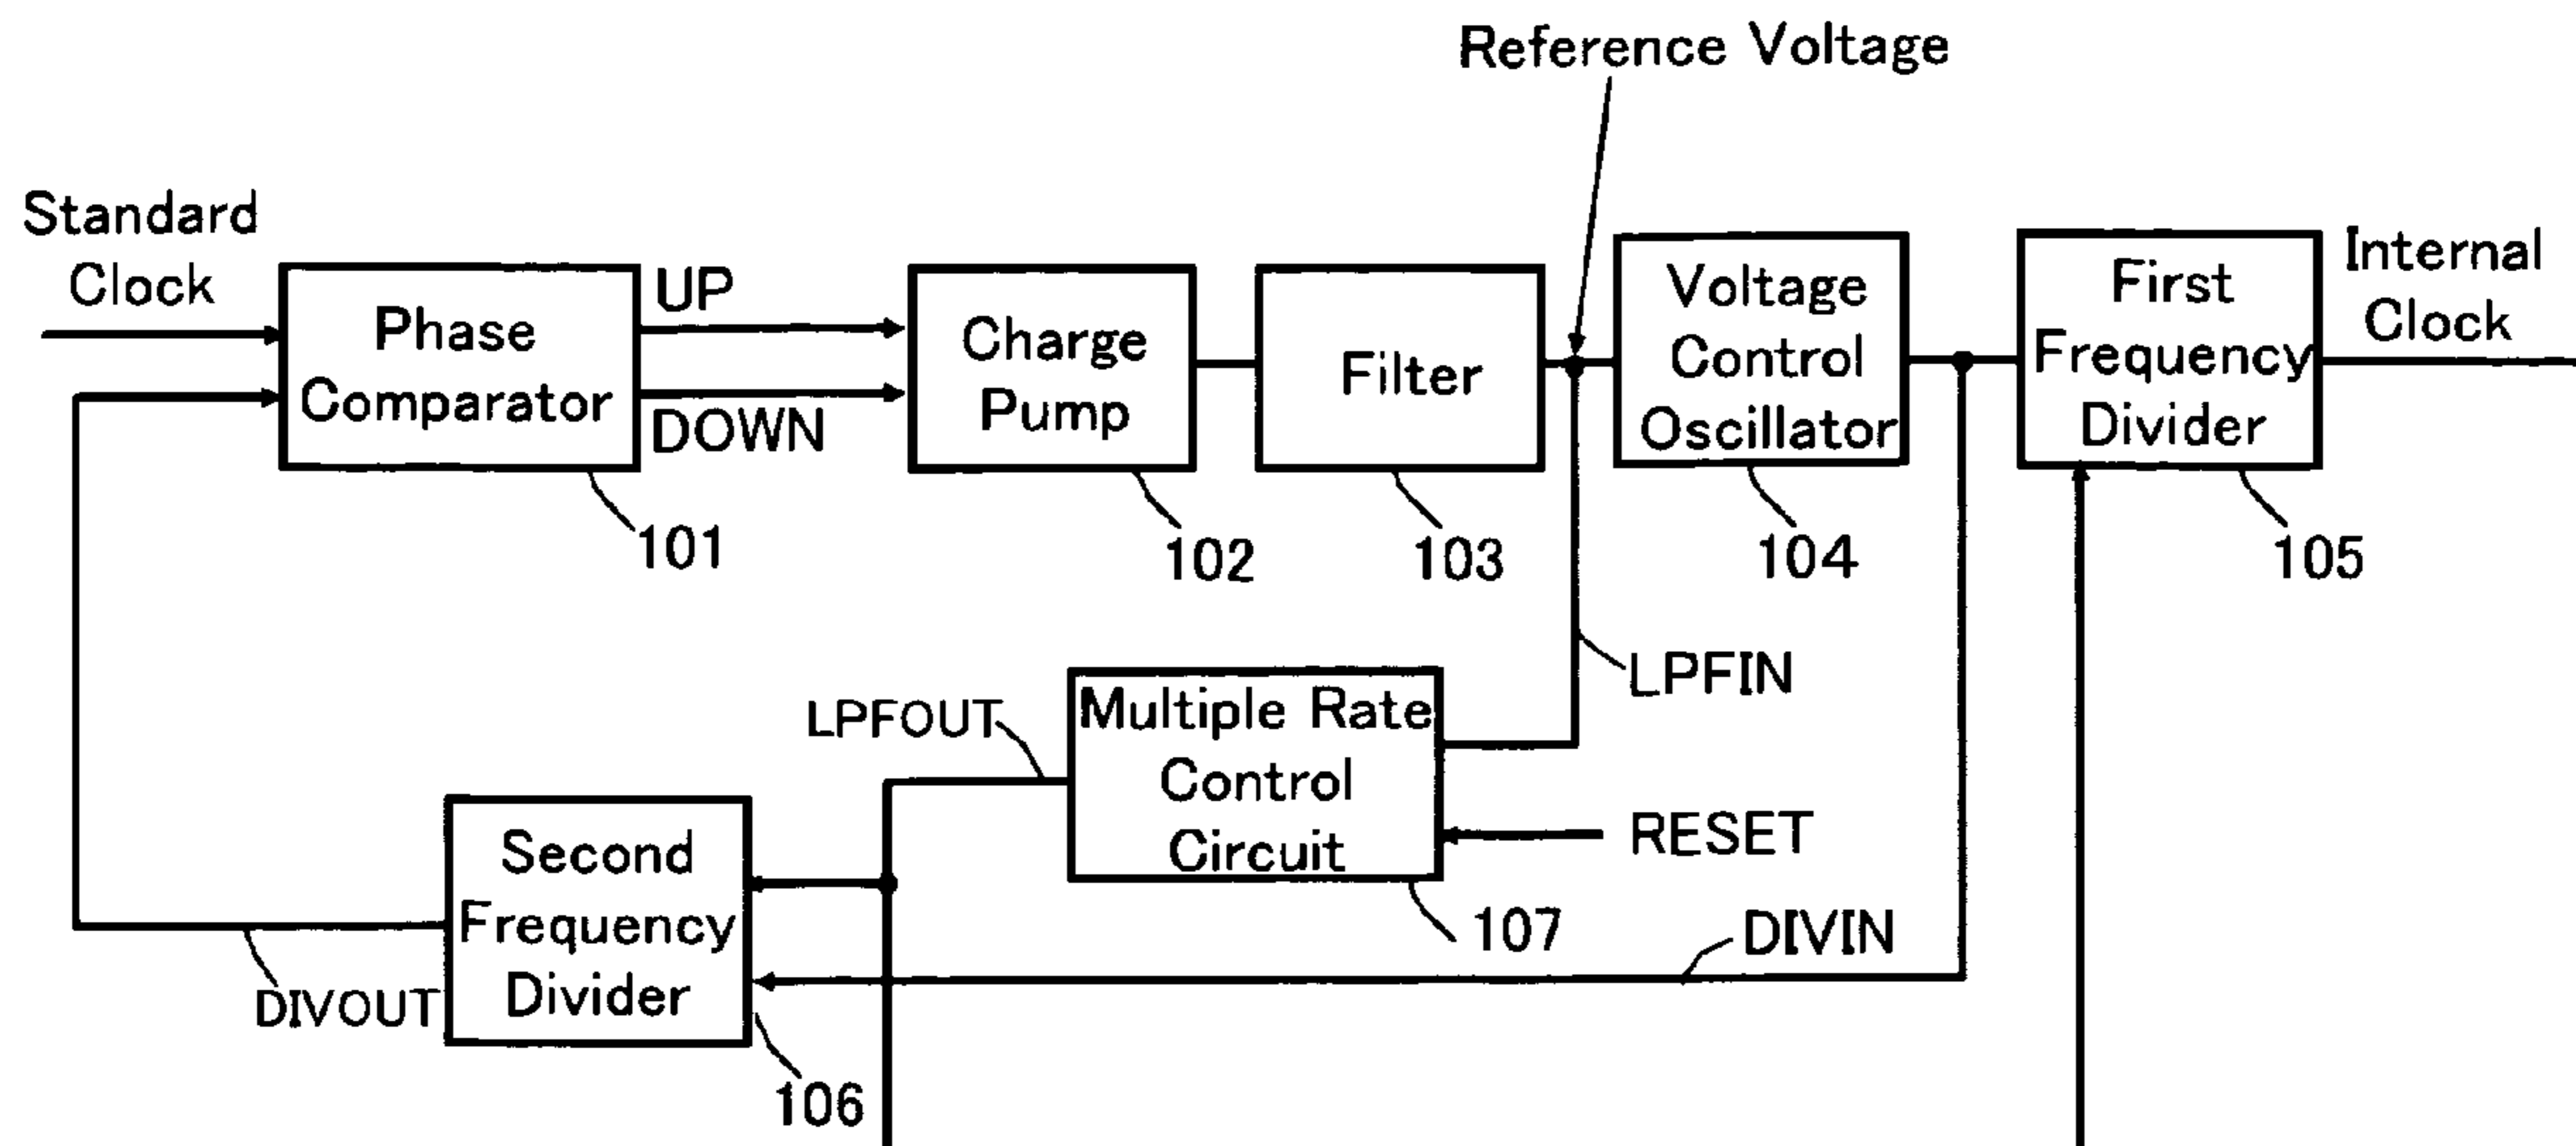 Reference Voltage
Standard
Clock
Phase
Comparator
UP
DOWN
Charge
Pump
Filter
Voltage
Control
Oscillator
First
Frequency
Divider
Internal
Clock
101
102
103
104
105
LPFIN
LPFOUT
Multiple Rate
Control
Circuit
RESET
107
DIVIN
Second
Frequency
Divider
DIVOUT
106